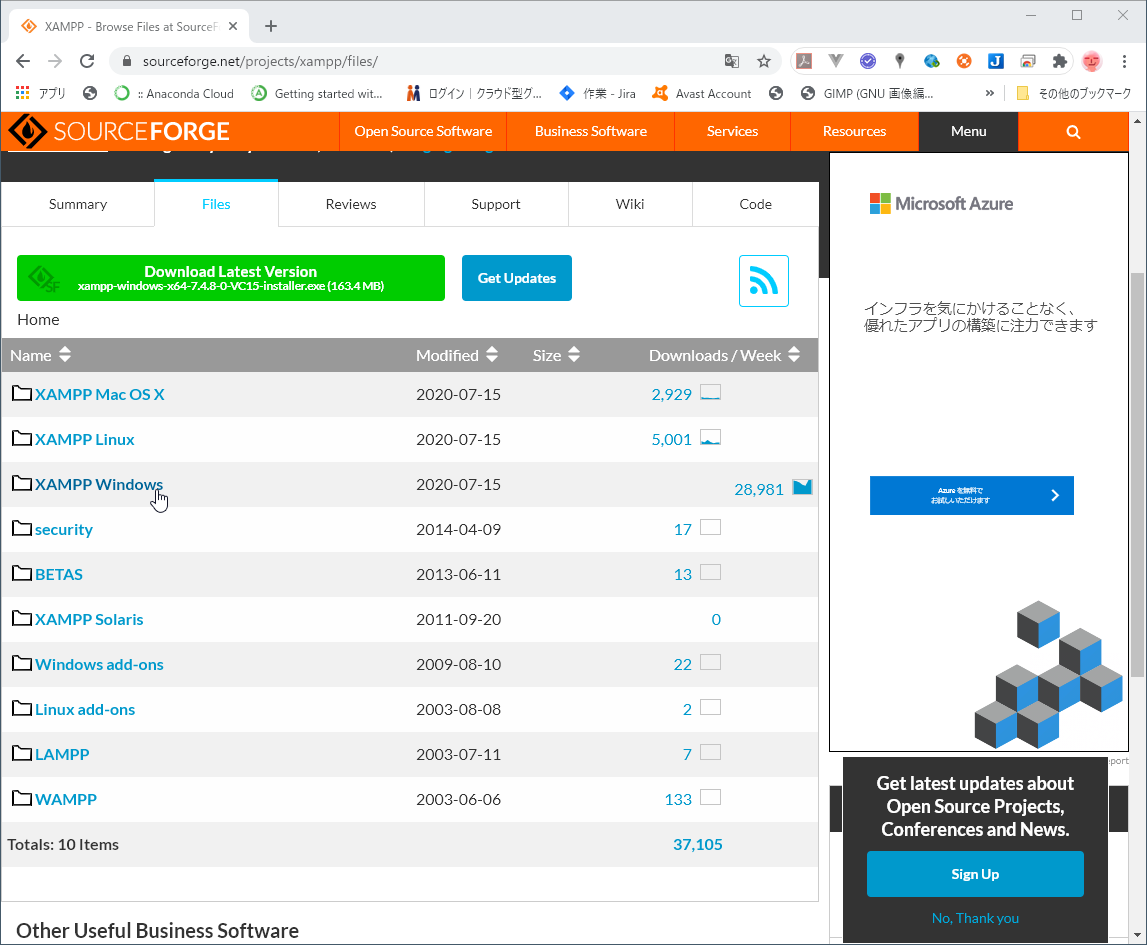 XAMPP - Browse Files at SourceF
sourceforge.net/projects/xampp/files/
アプリ
:: Anaconda Cloud
Getting started wit...
ログイン | クラウド型グ...
作業 - Jira
Avast Account
GIMP (GNU 画像編...
»
その他のブックマーク
SOURCEFORGE
Open Source Software
Business Software
Services
Resources
Menu
Summary
Files
Reviews
Support
Wiki
Code
Download Latest Version
xampp-windows-x64-7.4.8-0-VC15-installer.exe (163.4 MB)
Get Updates
Home
Name Modified Size Downloads / Week
XAMPP Mac OS X 2020-07-15 2,929
XAMPP Linux 2020-07-15 5,001
XAMPP Windows 2020-07-15 28,981
security 2014-04-09 17
BETAS 2013-06-11 13
XAMPP Solaris 2011-09-20 0
Windows add-ons 2009-08-10 22
Linux add-ons 2003-08-08 2
LAMPP 2003-07-11 7
WAMPP 2003-06-06 133
Totals: 10 Items 37,105
Other Useful Business Software
Microsoft Azure
インフラを気にかけることなく、
優れたアプリの構築に注力できます
Azure を無料で
お試しいただけます
Get latest updates about
Open Source Projects,
Conferences and News.
Sign Up
No, Thank you